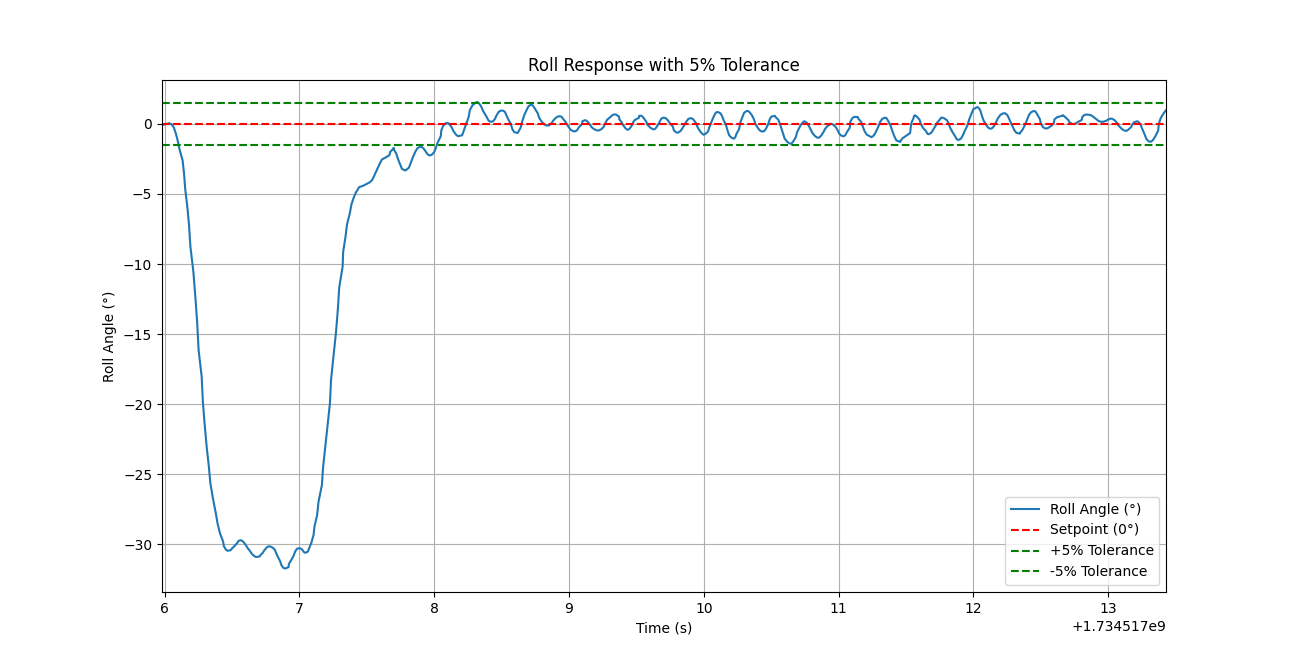 Roll Response with 5% Tolerance
Roll Angle (°)
0
−5
−10
−15
−20
−25
−30
6 7 8 9 10 11 12 13
Time (s)
+1.734517e9
Roll Angle (°)
Setpoint (0°)
+5% Tolerance
-5% Tolerance